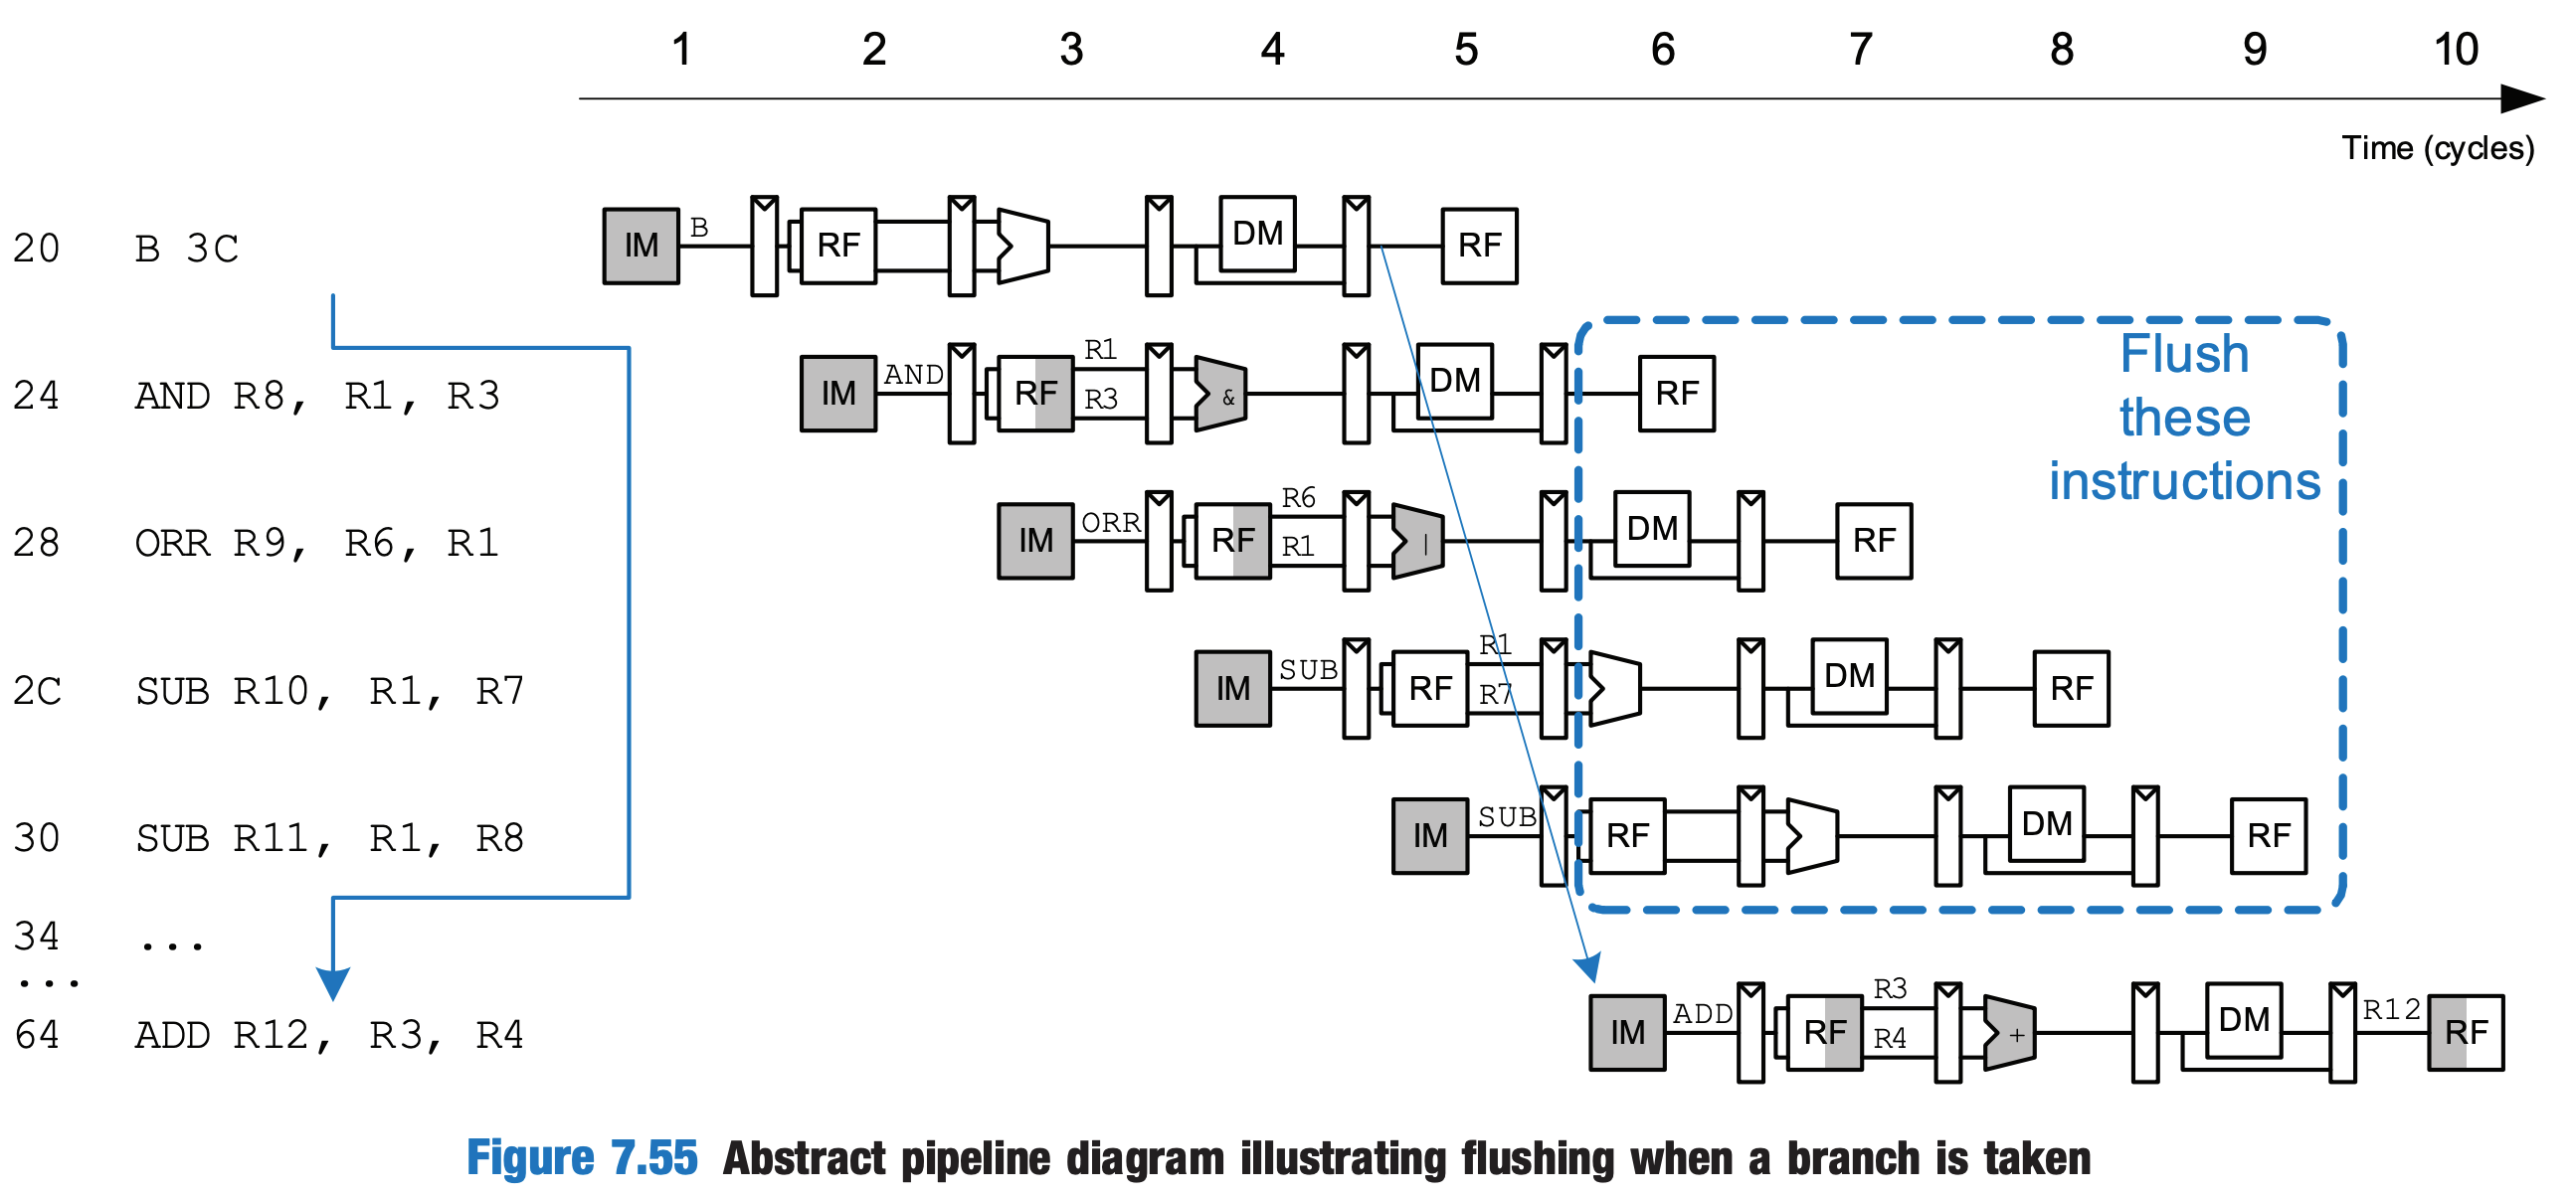 1 2 3 4 5 6 7 8 9 10
Time (cycles)
20 B 3C IM B RF DM RF
24 AND R8, R1, R3 IM AND RF R1 R3 & DM RF
Flush
these
instructions
28 ORR R9, R6, R1 IM ORR RF R6 R1 | DM RF
2C SUB R10, R1, R7 IM SUB RF R1 R7 DM RF
30 SUB R11, R1, R8 IM SUB RF DM RF
34 ...
...
64 ADD R12, R3, R4 IM ADD RF R3 R4 + DM R12 RF
Figure 7.55 Abstract pipeline diagram illustrating flushing when a branch is taken